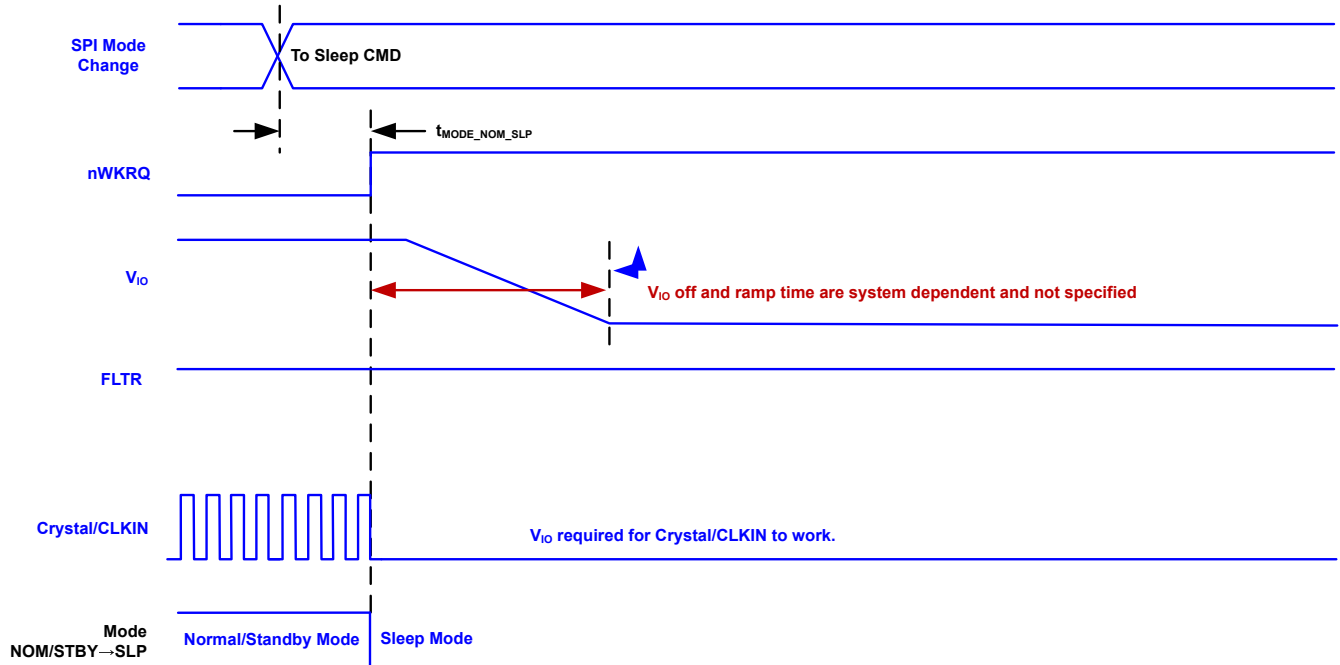 SPI Mode
Change
To Sleep CMD
tMODE_NOM_SLP
nWKRQ
VIO
VIO off and ramp time are system dependent and not specified
FLTR
Crystal/CLKIN
VIO required for Crystal/CLKIN to work.
Mode
NOM/STBY→SLP
Normal/Standby Mode
Sleep Mode